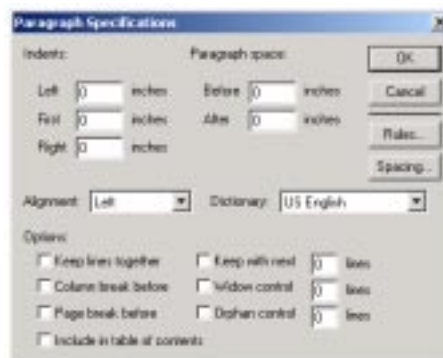 Paragraph Specifications
Indents: Paragraph space: OK
Left 0 inches Before 0 inches Cancel
First 0 inches After 0 inches
Rules...
Right 0 inches
Spacing...
Alignment: Left Dictionary: US English
Options:
Keep lines together Keep with next 0 lines
Column break before Widow control 0 lines
Page break before Orphan control 0 lines
Include in table of contents